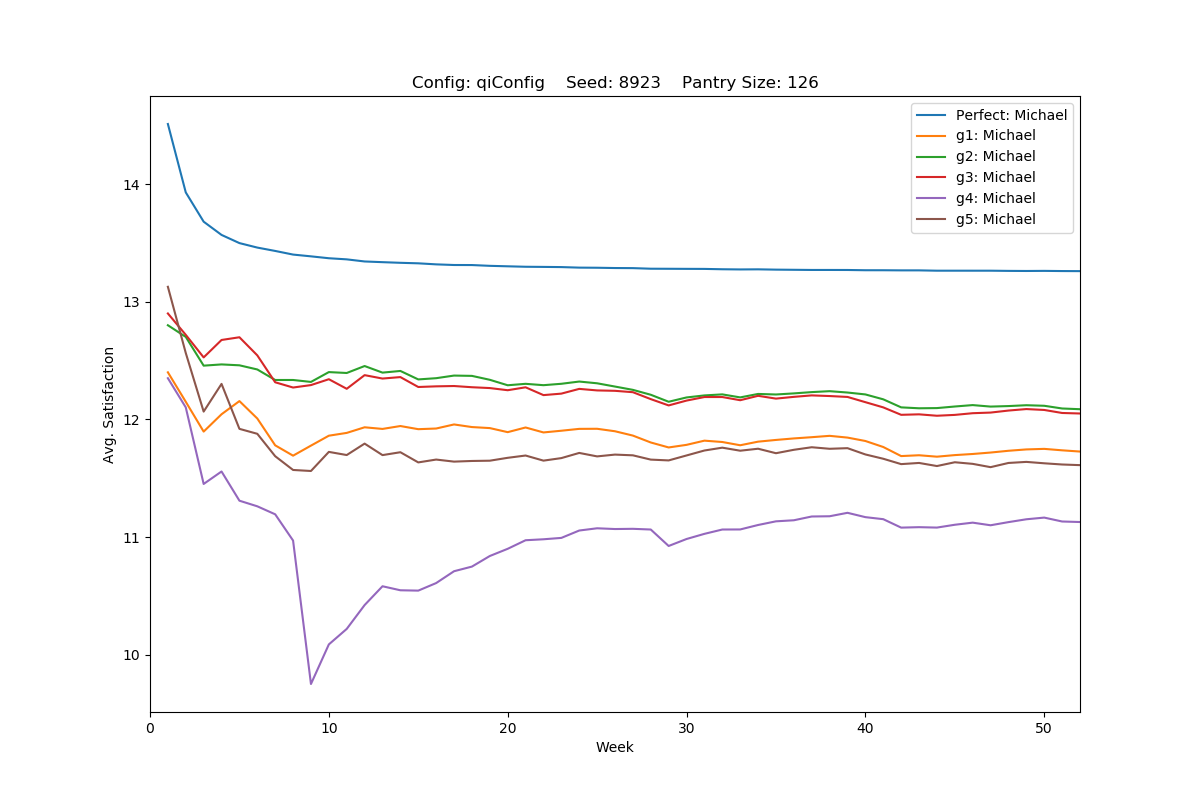 Config: qiConfig    Seed: 8923    Pantry Size: 126
Perfect: Michael
g1: Michael
g2: Michael
g3: Michael
g4: Michael
g5: Michael
Avg. Satisfaction
14
13
12
11
10
0 10 20 30 40 50
Week